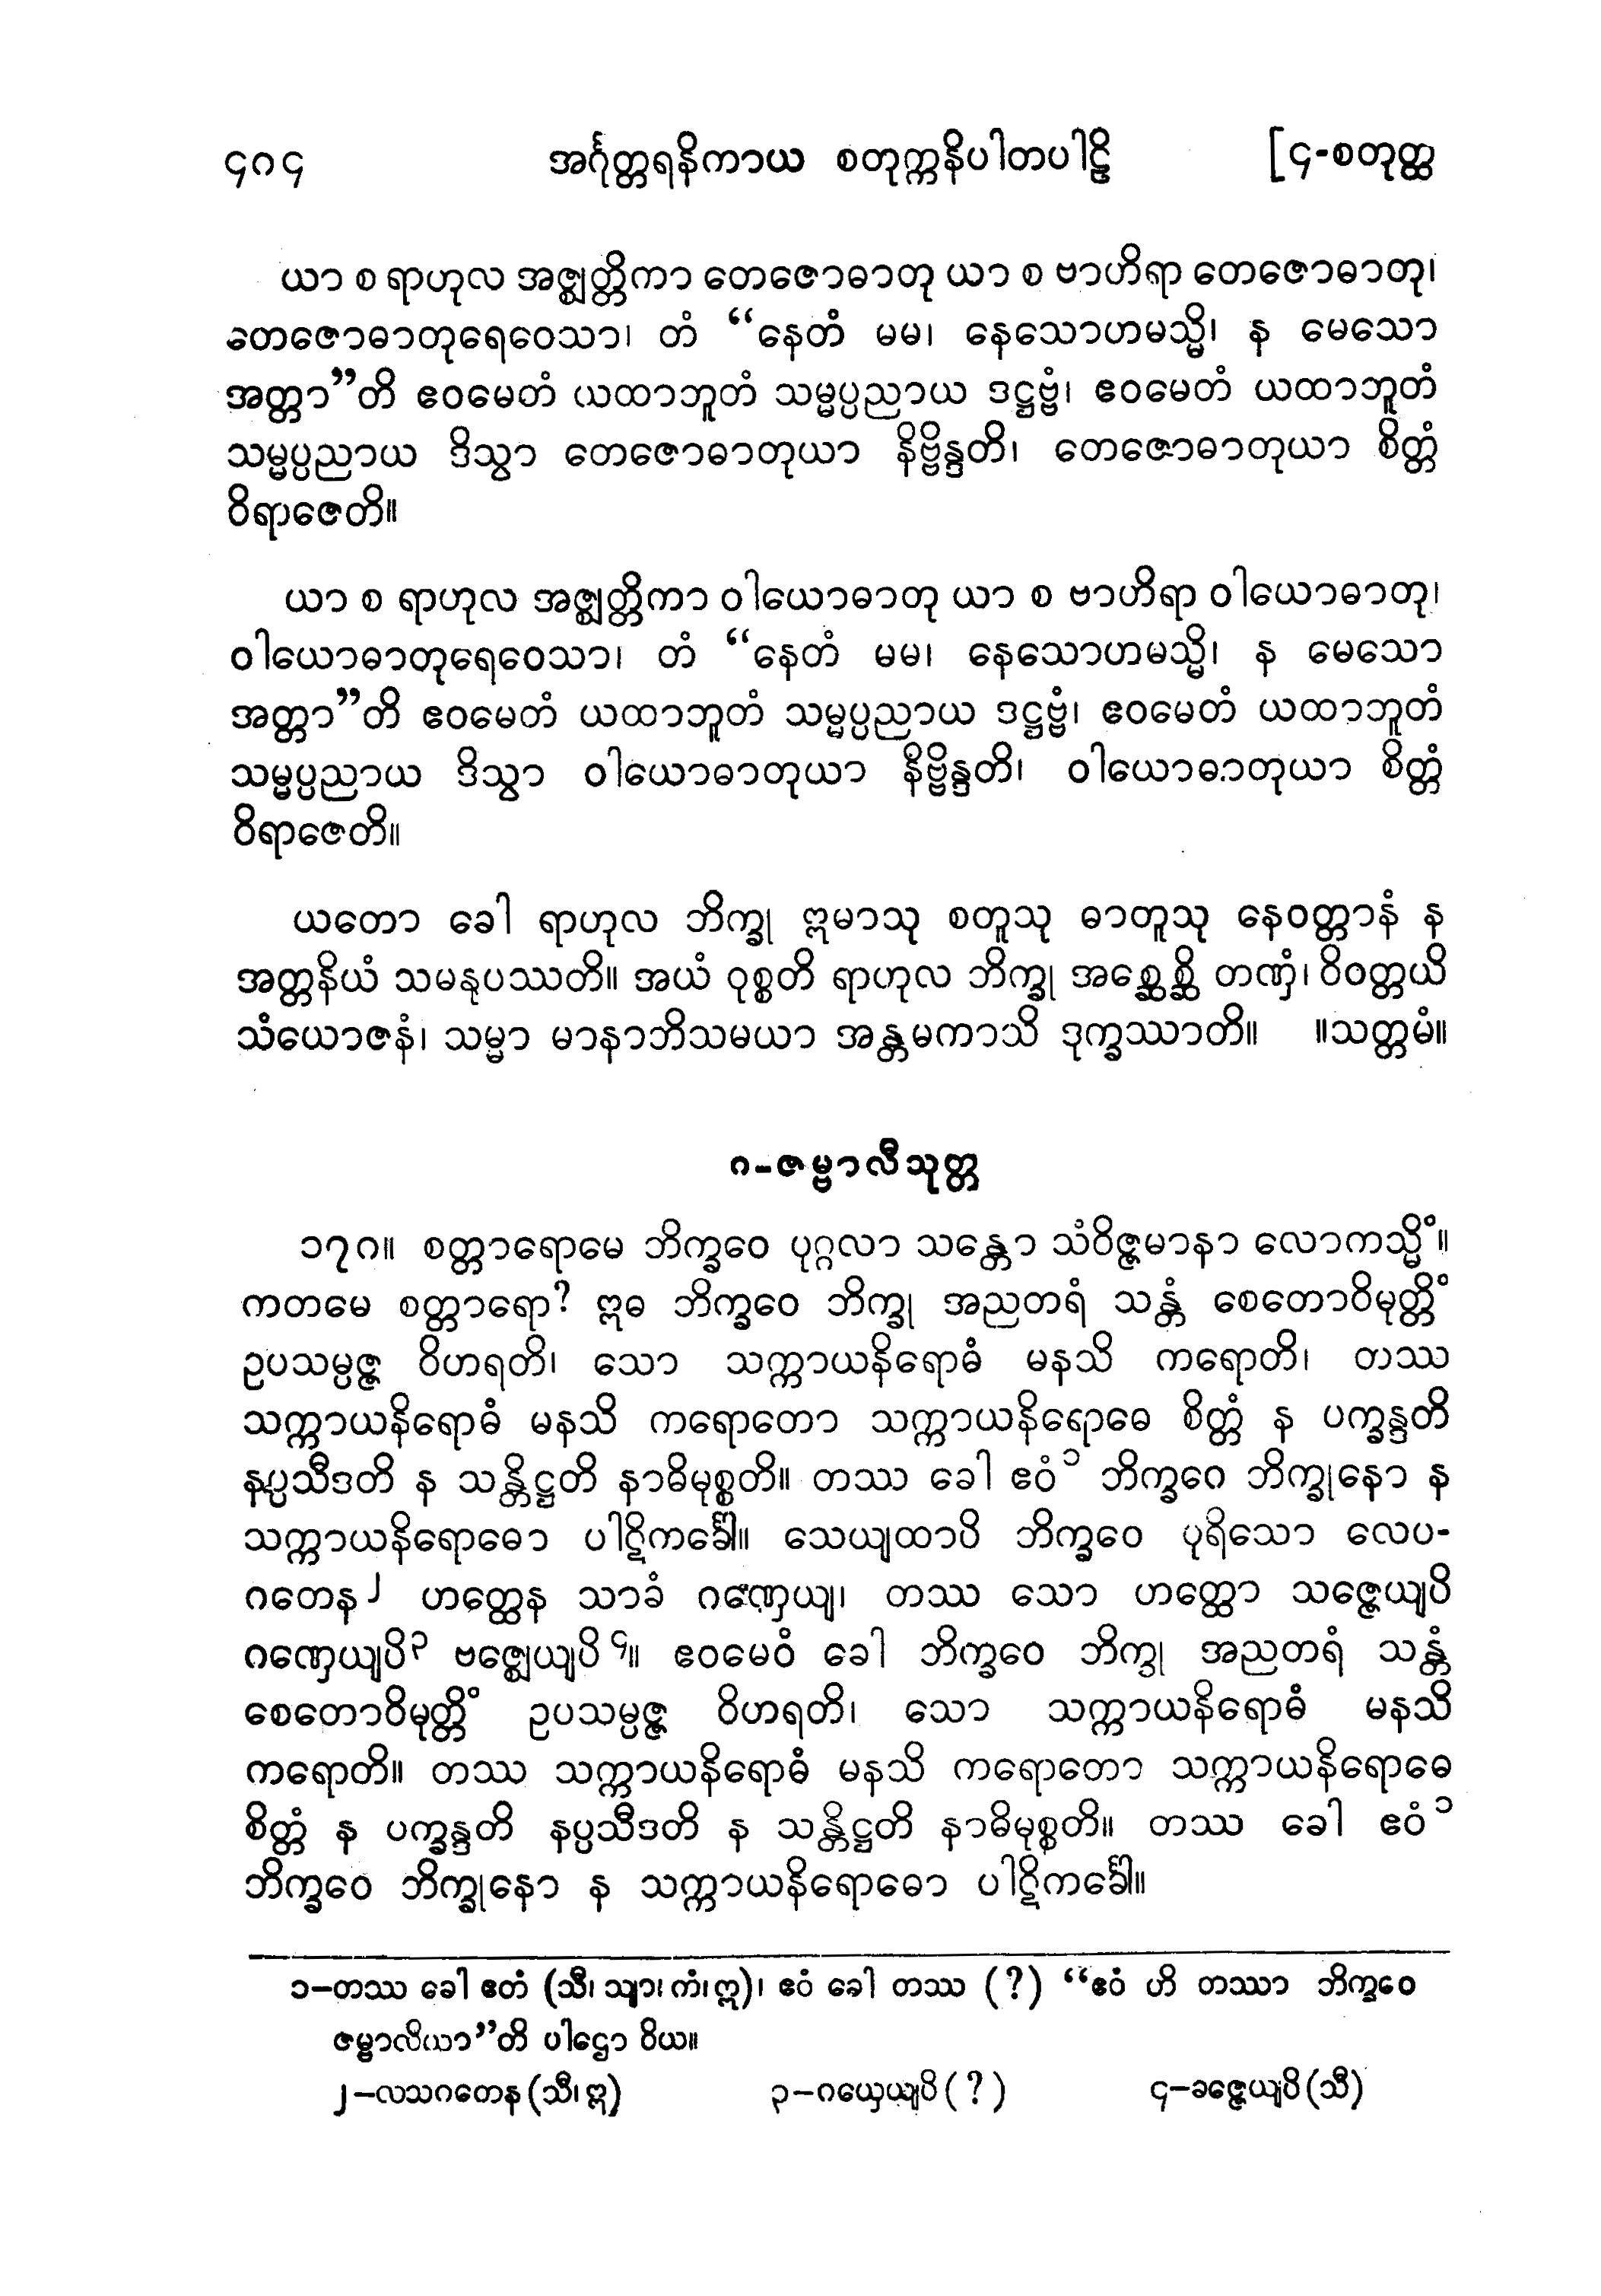 ၄၈၄ အင်္ဂုတ္တရနိကာယ စတုက္ကနိပါတပါဠိ [၄-စတုတ္ထ
ယာ စ ရာဟုလ အဇ္ဈတ္တိကာ တေဇောဓာတု ယာ စ ဗာဟိရာ တေဇောဓာတု၊
တေဇောဓာတုရေဝေသာ၊ တံ “နေတံ မမ၊ နေသောဟမသ္မိ၊ န မေသော
အတ္တာ”တိ ဧဝမေတံ ယထာဘူတံ သမ္မပ္ပညာယ ဒဋ္ဌဗ္ဗံ၊ ဧဝမေတံ ယထာဘူတံ
သမ္မပ္ပညာယ ဒိသွာ တေဇောဓာတုယာ နိဗ္ဗိန္ဒတိ၊ တေဇောဓာတုယာ စိတ္တံ
ဝိရာဇေတိ။
ယာ စ ရာဟုလ အဇ္ဈတ္တိကာ ဝါယောဓာတု ယာ စ ဗာဟိရာ ဝါယောဓာတု၊
ဝါယောဓာတုရေဝေသာ၊ တံ “နေတံ မမ၊ နေသောဟမသ္မိ၊ န မေသော
အတ္တာ”တိ ဧဝမေတံ ယထာဘူတံ သမ္မပ္ပညာယ ဒဋ္ဌဗ္ဗံ၊ ဧဝမေတံ ယထာဘူတံ
သမ္မပ္ပညာယ ဒိသွာ ဝါယောဓာတုယာ နိဗ္ဗိန္ဒတိ၊ ဝါယောဓာတုယာ စိတ္တံ
ဝိရာဇေတိ။
ယတော ခေါ ရာဟုလ ဘိက္ခု ဣမာသု စတူသု ဓာတူသု နေဝတ္တာနံ န
အတ္တနိယံ သမနုပဿတိ။ အယံ ဝုစ္စတိ ရာဟုလ ဘိက္ခု အစ္ဆေစ္ဆိ တဏှံ၊ ဝိဝတ္တယိ
သံယောဇနံ၊ သမ္မာ မာနာဘိသမယာ အန္တမကာသိ ဒုက္ခဿာတိ။ ။သတ္တမံ။
၈-ဇမ္ဗာလီသုတ္တ
၁၇၈။ စတ္တာရောမေ ဘိက္ခဝေ ပုဂ္ဂလာ သန္တော သံဝိဇ္ဇမာနာ လောကသ္မိံ။
ကတမေ စတ္တာရော? ဣဓ ဘိက္ခဝေ ဘိက္ခု အညတရံ သန္တံ စေတောဝိမုတ္တိံ
ဥပသမ္ပဇ္ဇ ဝိဟရတိ၊ သော သက္ကာယနိရောဓံ မနသိ ကရောတိ၊ တဿ
သက္ကာယနိရောဓံ မနသိ ကရောတော သက္ကာယနိရောဓေ စိတ္တံ န ပက္ခန္ဒတိ
နပ္ပသီဒတိ န သန္တိဋ္ဌတိ နာဓိမုစ္စတိ။ တဿ ခေါ ဧဝံ၁ ဘိက္ခဝေ ဘိက္ခုနော န
သက္ကာယနိရောဓော ပါဋိကင်္ခေါ။ သေယျထာပိ ဘိက္ခဝေ ပုရိသော လေပ-
ဂတေန၂ ဟတ္ထေန သာခံ ဂဏှေယျ၊ တဿ သော ဟတ္ထော သဇ္ဇေယျပိ
ဂဏှေယျပိ၃ ဗဇ္ဈေယျပိ၄။ ဧဝမေဝံ ခေါ ဘိက္ခဝေ ဘိက္ခု အညတရံ သန္တံ
စေတောဝိမုတ္တိံ ဥပသမ္ပဇ္ဇ ဝိဟရတိ၊ သော သက္ကာယနိရောဓံ မနသိ
ကရောတိ။ တဿ သက္ကာယနိရောဓံ မနသိ ကရောတော သက္ကာယနိရောဓေ
စိတ္တံ န ပက္ခန္ဒတိ နပ္ပသီဒတိ န သန္တိဋ္ဌတိ နာဓိမုစ္စတိ။ တဿ ခေါ ဧဝံ၁
ဘိက္ခဝေ ဘိက္ခုနော န သက္ကာယနိရောဓော ပါဋိကင်္ခေါ။
၁−တဿ ခေါ ဧတံ (သီ၊ သျာ၊ ကံ၊ ဣ)၊ ဧဝံ ခေါ တဿ (?) “ဧဝံ ဟိ တဿာ ဘိက္ခဝေ
ဇမ္ဗာလိယာ”တိ ပါဌော ဝိယ။
၂−လသဂတေန (သီ၊ ဣ) ၃−ဂယှေယျပိ (?) ၄−ခဇ္ဇေယျပိ (သီ)